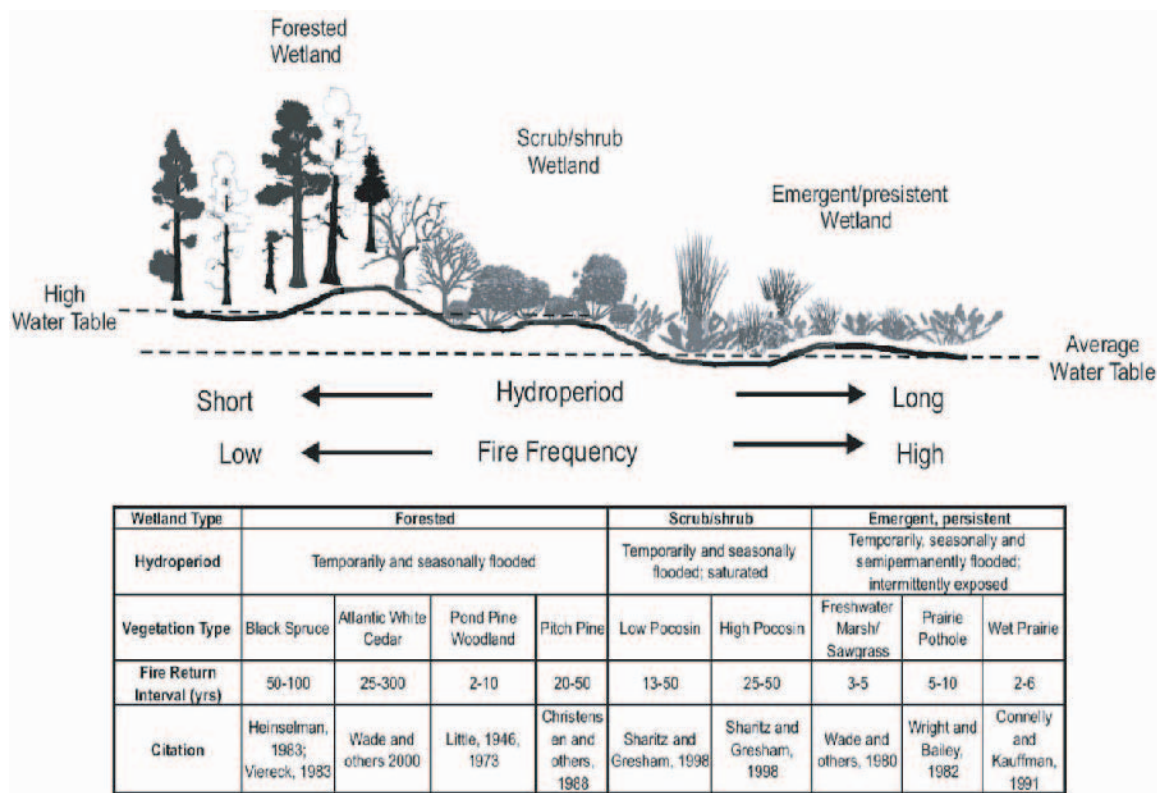 Forested
Wetland
Scrub/shrub
Wetland
Emergent/presistent
Wetland
High
Water Table
Average
Water Table
Short
Hydroperiod
Long
Low
Fire Frequency
High
Wetland Type
Forested
Scrub/shrub
Emergent, persistent
Hydroperiod
Temporarily and seasonally flooded
Temporarily and seasonally
flooded; saturated
Temporarily, seasonally and
semipermanently flooded;
intermittently exposed
Vegetation Type
Black Spruce
Atlantic White
Cedar
Pond Pine
Woodland
Pitch Pine
Low Pocosin
High Pocosin
Freshwater
Marsh/
Sawgrass
Prairie
Pothole
Wet Prairie
Fire Return
Interval (yrs)
50-100
25-300
2-10
20-50
13-50
25-50
3-5
5-10
2-6
Citation
Heinselman,
1983;
Viereck, 1983
Wade and
others 2000
Little, 1946,
1973
Christens
en and
others,
1988
Sharitz and
Gresham, 1998
Sharitz and
Gresham,
1998
Wade and
others, 1980
Wright and
Bailey,
1982
Connelly
and
Kauffman,
1991